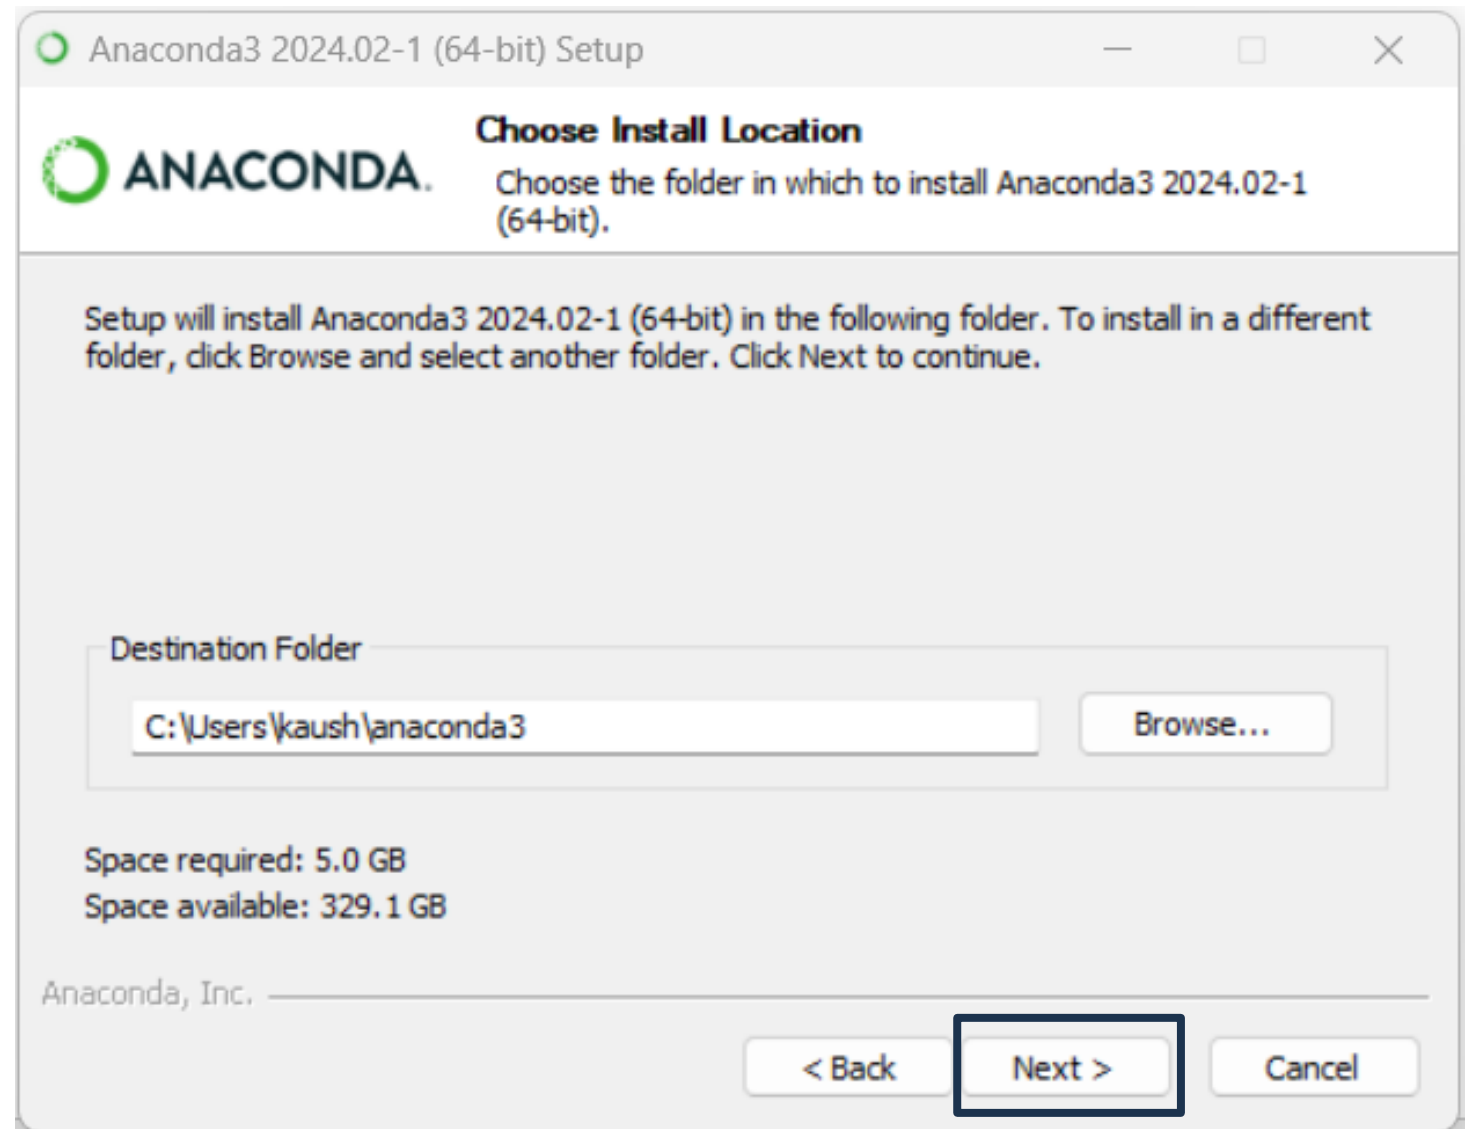 Anaconda3 2024.02-1 (64-bit) Setup
ANACONDA.
Choose Install Location
Choose the folder in which to install Anaconda3 2024.02-1
(64-bit).
Setup will install Anaconda3 2024.02-1 (64-bit) in the following folder. To install in a different
folder, click Browse and select another folder. Click Next to continue.
Destination Folder
C:\Users\kaush\anaconda3
Browse...
Space required: 5.0 GB
Space available: 329.1 GB
Anaconda, Inc.
< Back
Next >
Cancel